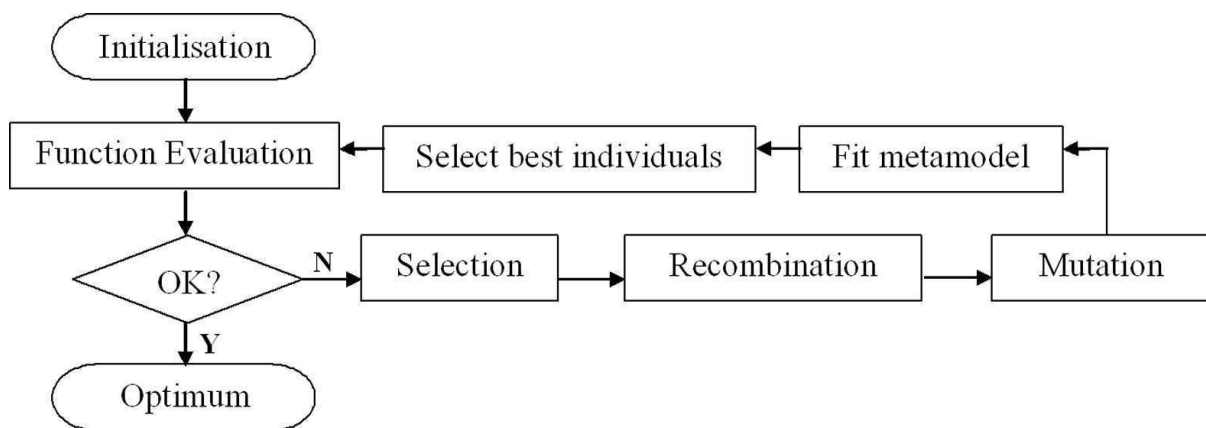 Initialisation
Function Evaluation
Select best individuals
Fit metamodel
OK?
N
Selection
Recombination
Mutation
Y
Optimum